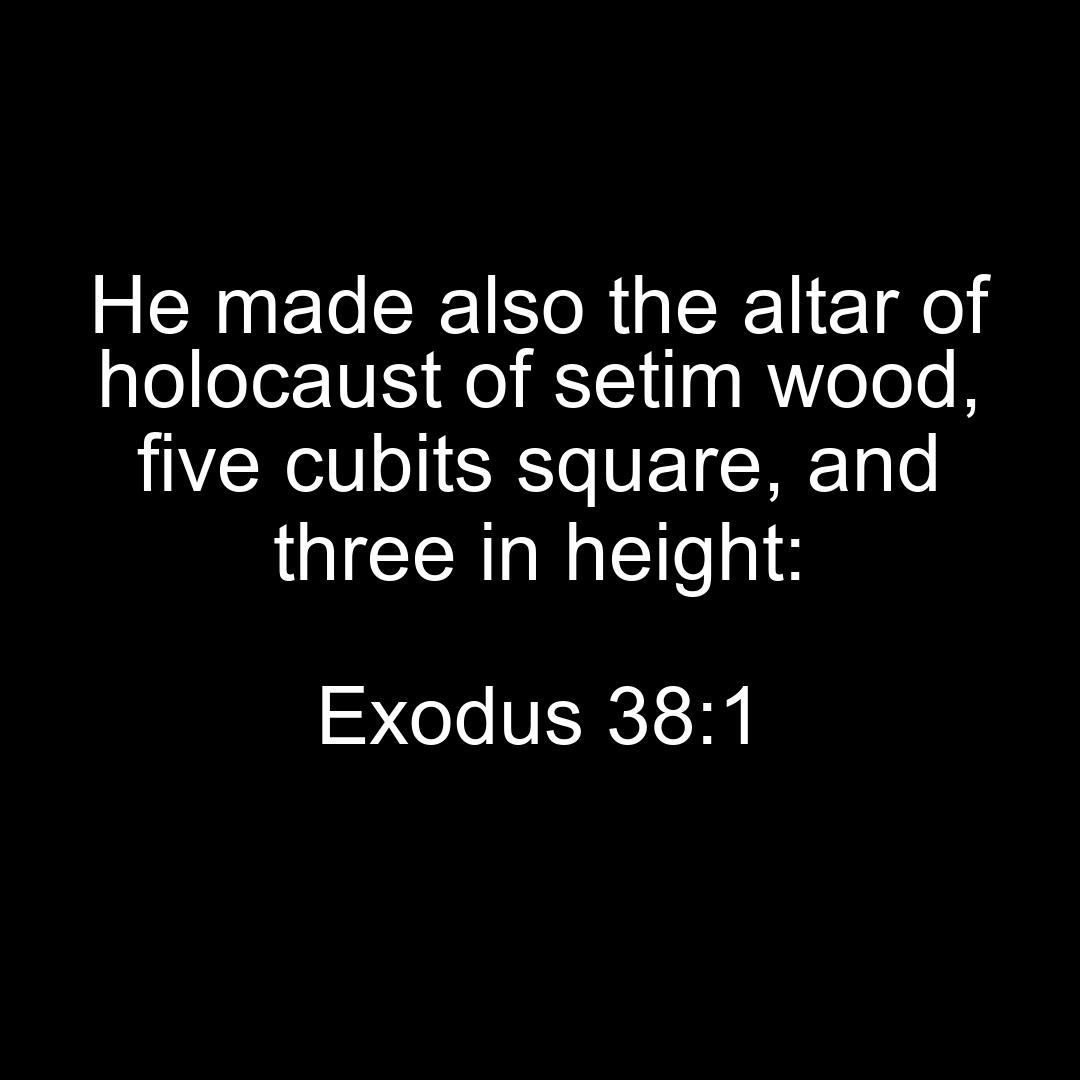 He made also the altar of
holocaust of setim wood,
five cubits square, and
three in height:
Exodus 38:1